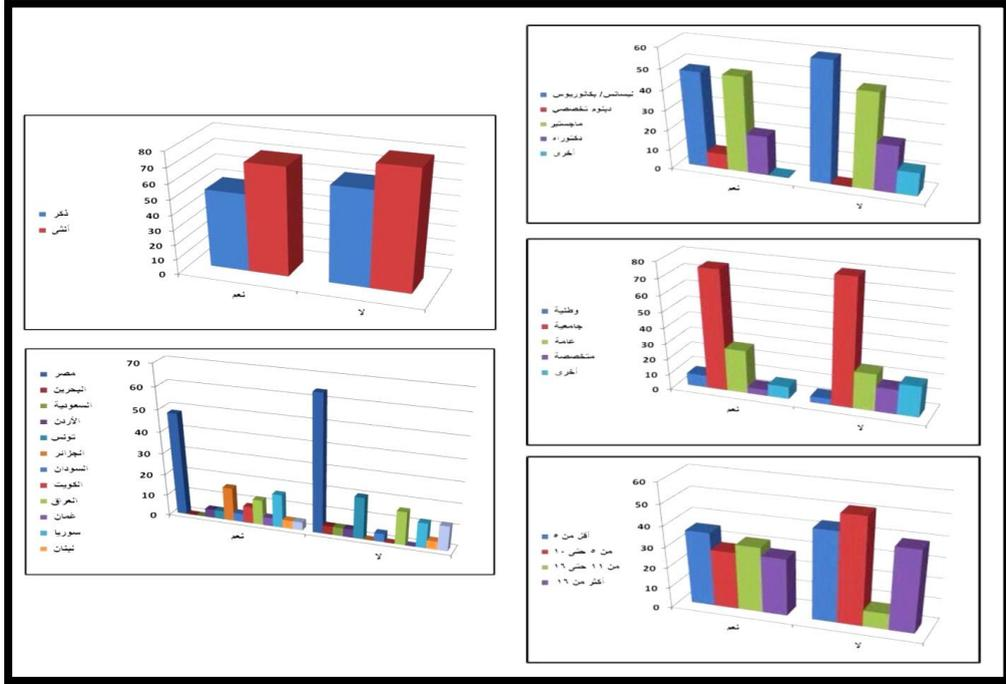 80
70
60
50
40
30
20
10
0
ذكر
أنثى
نعم
لا
70
60
50
40
30
20
10
0
مصر
البحرين
السعودية
الأردن
تونس
الجزائر
السودان
الكويت
العراق
عُمان
سوريا
لبنان
نعم
لا
60
50
40
30
20
10
0
ليسانس/ بكالوريوس
دبلوم تخصصي
ماجستير
دكتوراه
أخرى
نعم
لا
80
70
60
50
40
30
20
10
0
وطنية
جامعية
عامة
متخصصة
أخرى
نعم
لا
60
50
40
30
20
10
0
أقل من ٥
من ٥ حتى ١٠
من ١١ حتى ١٦
أكثر من ١٦
نعم
لا